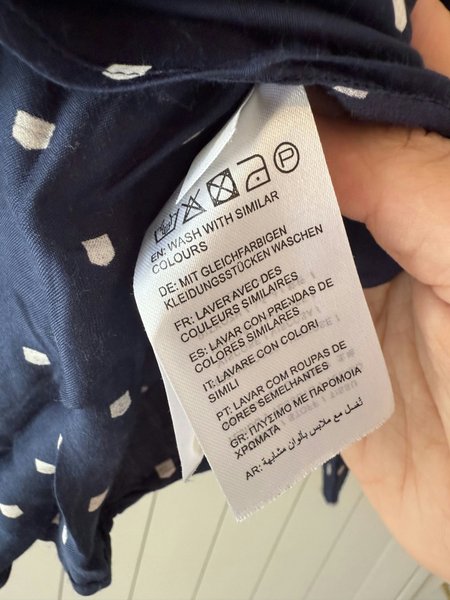 P
EN: WASH WITH SIMILAR
COLOURS
DE: MIT GLEICHFARBIGEN
KLEIDUNGSSTÜCKEN WASCHEN
FR: LAVER AVEC DES
COULEURS SIMILAIRES
ES: LAVAR CON PRENDAS DE
COLORES SIMILARES
IT: LAVARE CON COLORI
SIMILI
PT: LAVAR COM ROUPAS DE
CORES SEMELHANTES
GR: ΠΛΥΣΙΜΟ ΜΕ ΠΑΡΟΜΟΙΑ
ΧΡΩΜΑΤΑ
AR: تغسل مع ملابس بألوان مشابهة